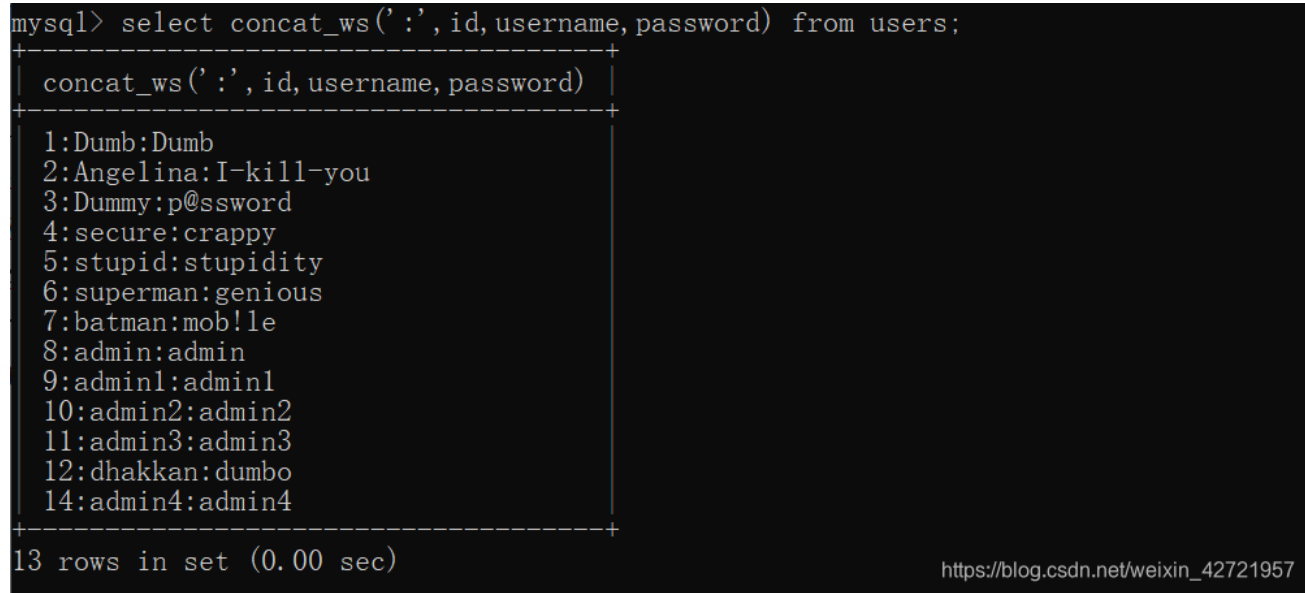 mysql> select concat_ws(':',id,username,password) from users;
+-----------------------------------+
| concat_ws(':',id,username,password) |
+-----------------------------------+
| 1:Dumb:Dumb |
| 2:Angelina:I-kill-you |
| 3:Dummy:p@ssword |
| 4:secure:crappy |
| 5:stupid:stupidity |
| 6:superman:genious |
| 7:batman:mob!le |
| 8:admin:admin |
| 9:admin1:admin1 |
| 10:admin2:admin2 |
| 11:admin3:admin3 |
| 12:dhakkan:dumbo |
| 14:admin4:admin4 |
+-----------------------------------+
13 rows in set (0.00 sec)
https://blog.csdn.net/weixin_42721957